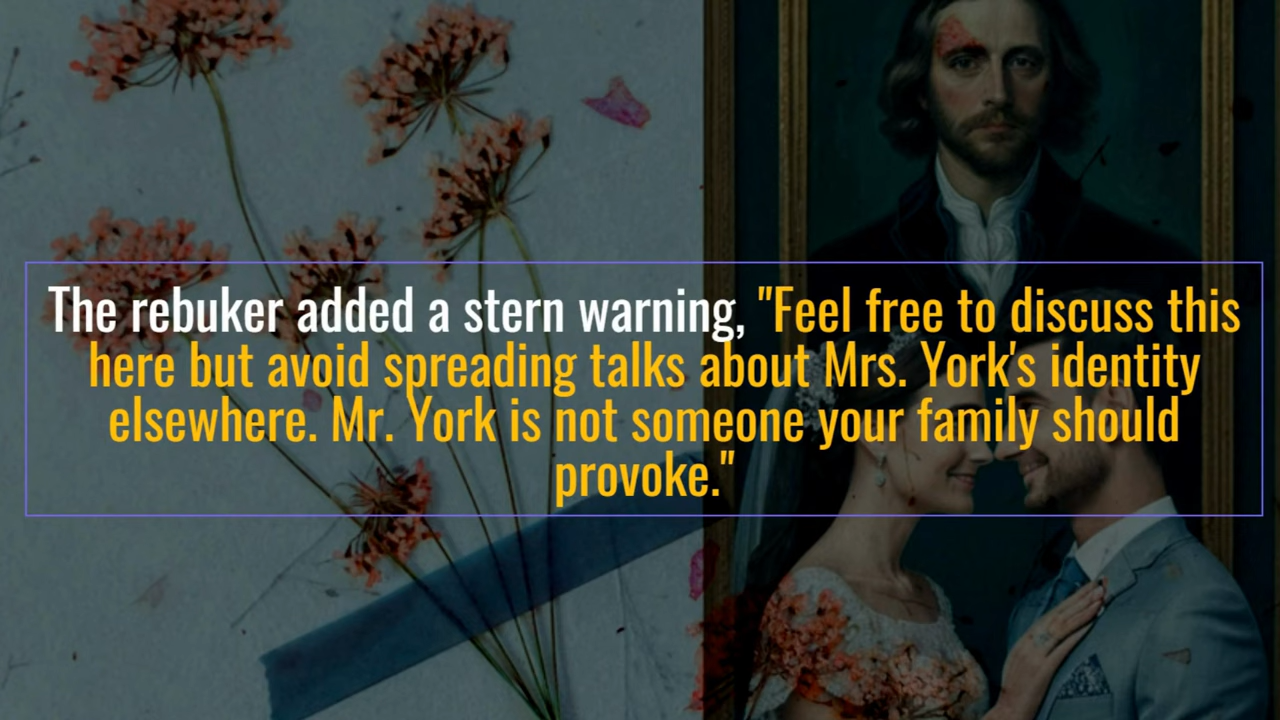 The rebuker added a stern warning, "Feel free to discuss this
here but avoid spreading talks about Mrs. York's identity
elsewhere. Mr. York is not someone your family should
provoke."